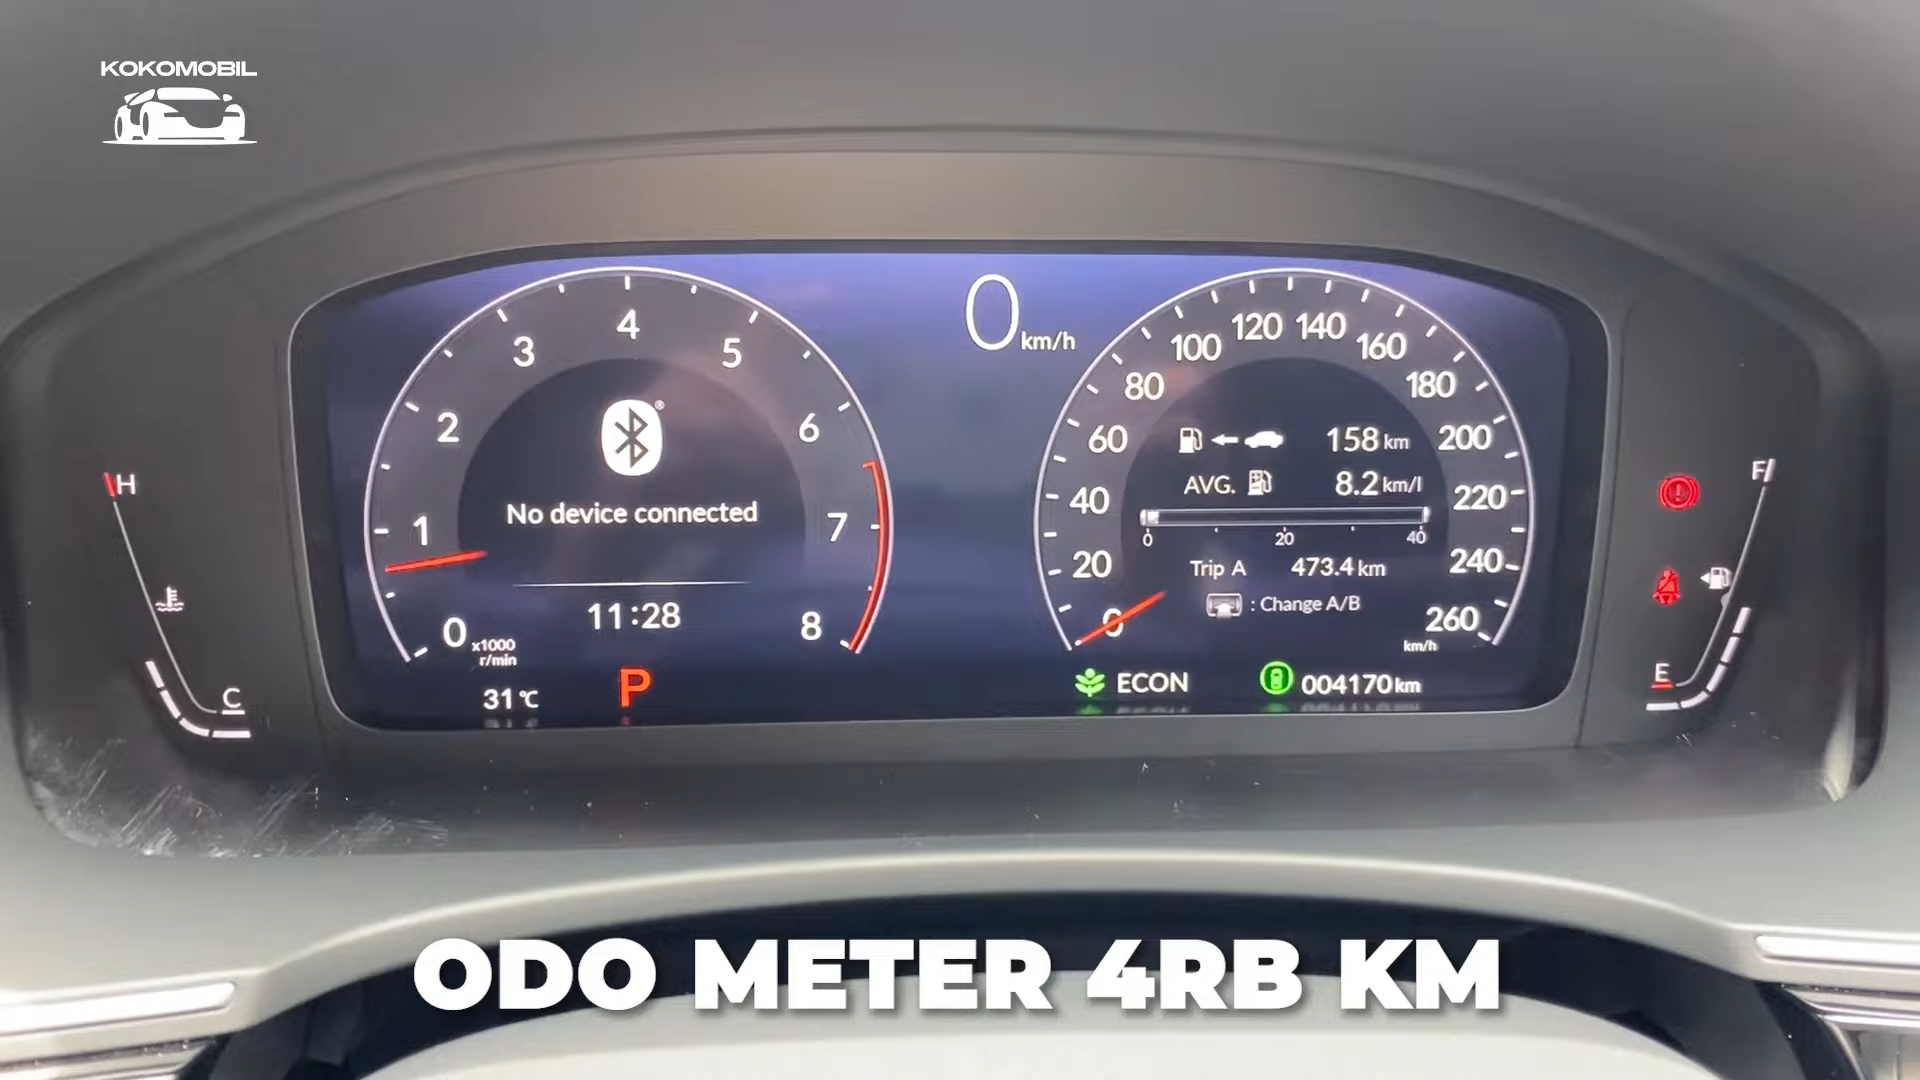 KOKOMOBIL
0 km/h
0 1 2 3 4 5 6 7 8
x1000
r/min
No device connected
11:28
31 °C
P
0 20 40 60 80 100 120 140 160 180 200 220 240 260
km/h
158 km
AVG. 8.2 km/l
0 20 40
Trip A 473.4 km
: Change A/B
ECON
004170 km
H
C
F
E
ODO METER 4RB KM